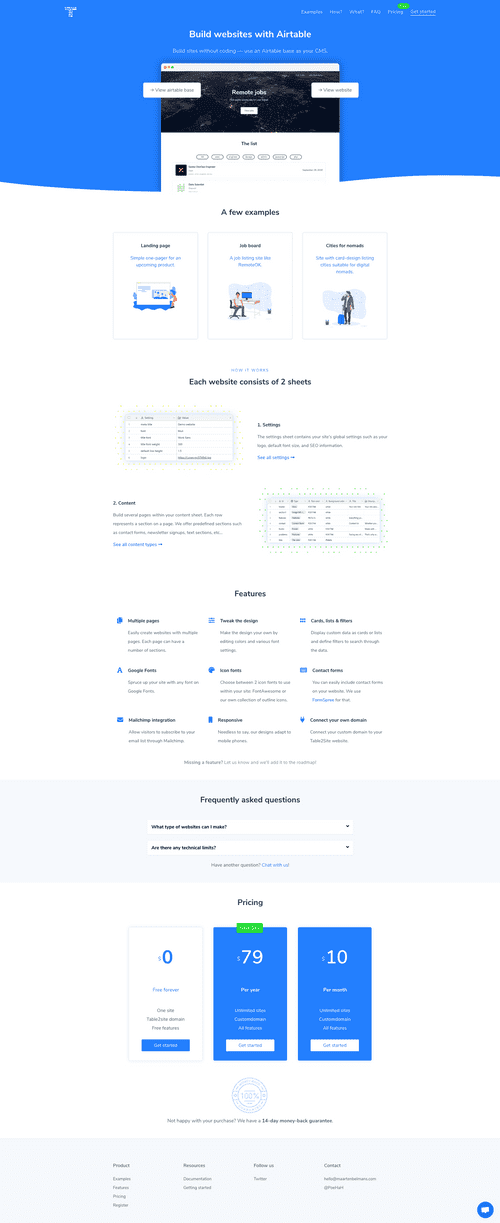 Examples How? What? FAQ Pricing Get started
Build websites with Airtable
Build sites without coding — use an Airtable base as your CMS.
→ View airtable base
→ View website
Remote jobs
The list
A few examples
Landing page
Simple one-pages for an
upcoming product.
Job board
A job listing site like
RemoteOK.
Cities for nomads
Site with card-design listing
cities suitable for digital
nomads.
HOW IT WORKS
Each website consists of 2 sheets
1. Settings
The settings sheet contains your site's global settings such as your
logo, default font size, and SEO information.
See all settings →
2. Content
Build several pages within your content sheet. Each row
represents a section on a page. We offer predefined sections such
as contact forms, newsletter signups, text sections, etc...
See all content types →
Features
Multiple pages
Easily create websites with multiple
pages. Each page can have a
number of sections.
Tweak the design
Make the design your own by
editing colors and various font
settings.
Cards, lists & filters
Display custom data as cards or lists
and define filters to search through
the data.
Google Fonts
Spruce up your site with any font on
Google Fonts.
Icon fonts
Choose between 2 icon fonts to use
within your site: FontAwesome or
our own collection of outline icons.
Contact forms
You can easily include contact forms
on your website. We use
FormSpree for that.
Mailchimp integration
Allow visitors to subscribe to your
email list through Mailchimp
Responsive
Needless to say, our designs adapt to
mobile phones.
Connect your own domain
Connect your custom domain to your
Table2Site website.
Missing a feature? Let us know and we'll add it to the roadmap!
Frequently asked questions
What type of websites can I make?
Are there any technical limits?
Have another question? Chat with us!
Pricing
$0
Free forever
One site
Table2site domain
Free features
Get started
$79
Per year
Unlimited sites
Customdomain
All features
Get started
$10
Per month
Unlimited sites
Customdomain
All features
Get started
100%
Not happy with your purchase? We have a 14-day money-back guarantee.
Product
Examples
Features
Pricing
Register
Resources
Documentation
Getting started
Follow us
Twitter
Contact